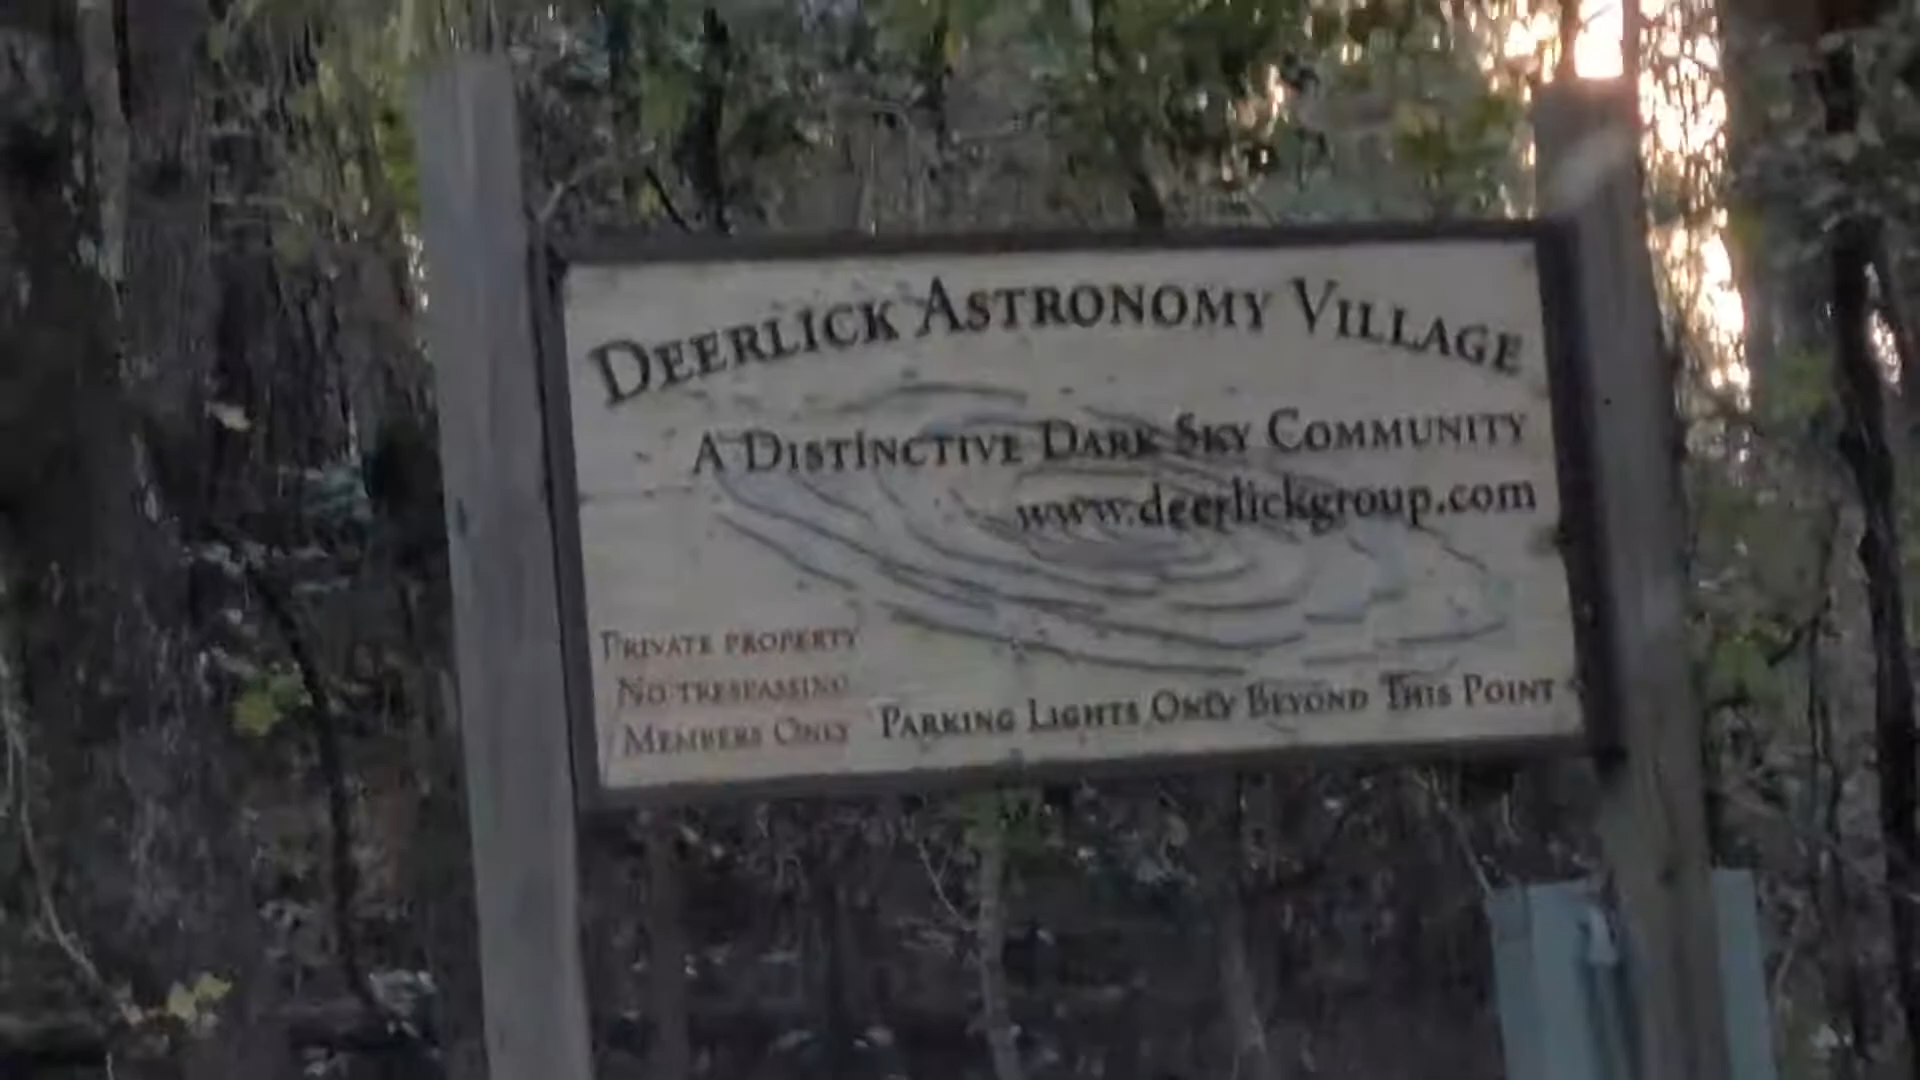 DEERLICK ASTRONOMY VILLAGE
A DISTINCTIVE DARK SKY COMMUNITY
www.deerlickgroup.com
PRIVATE PROPERTY
NO TRESPASSING
MEMBERS ONLY
PARKING LIGHTS ONLY BEYOND THIS POINT